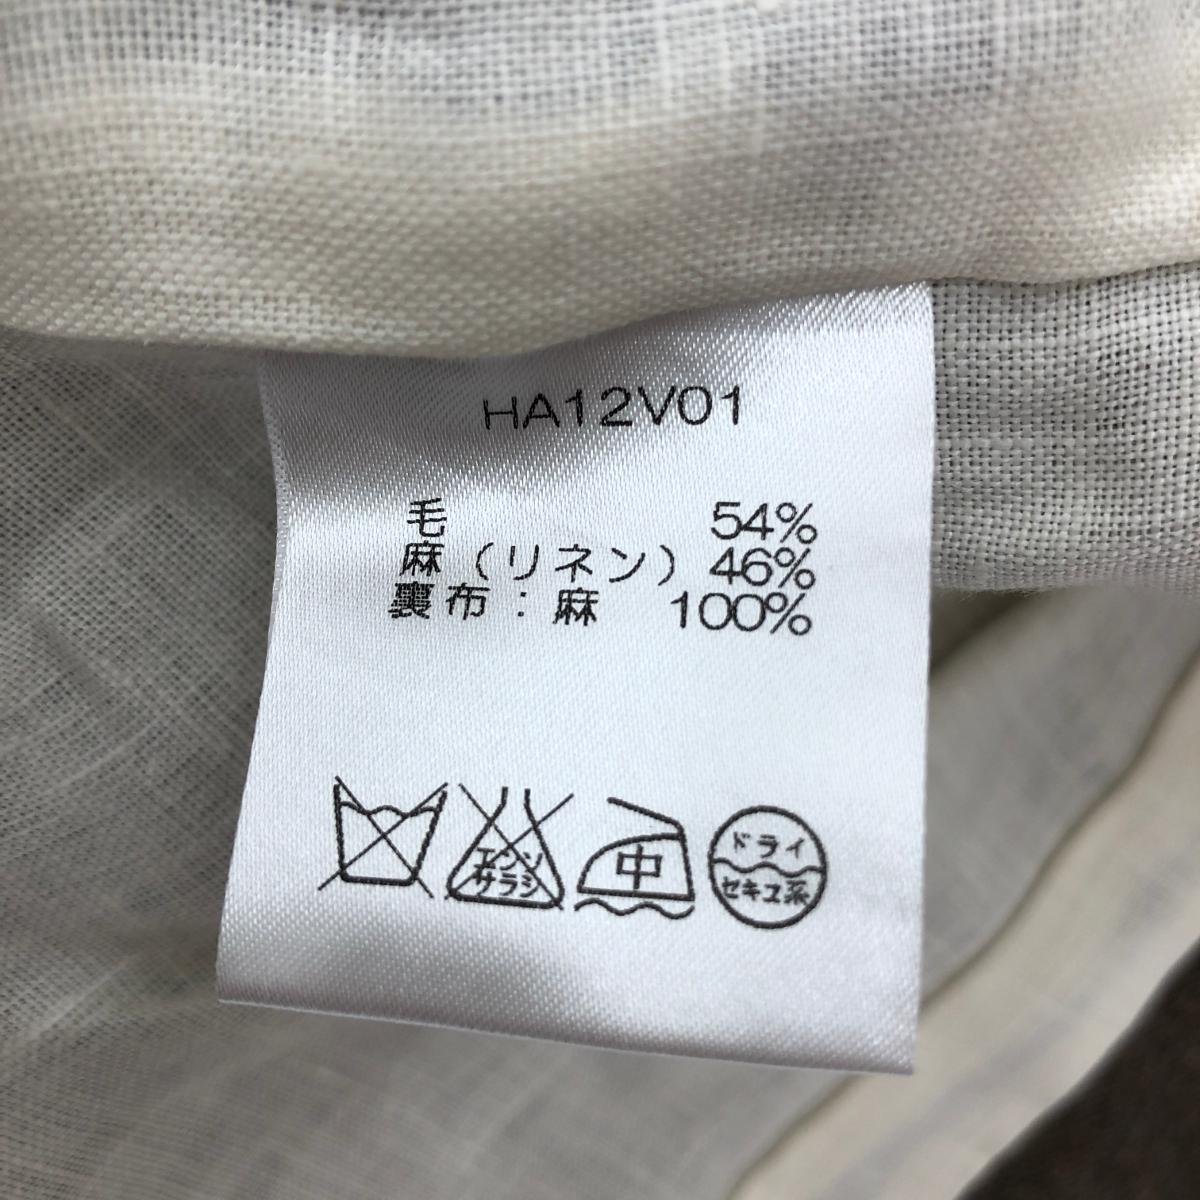 HA12V01
毛 54%
麻（リネン） 46%
裏布：麻 100%
エンソ
サラシ
中
ドライ
セキユ系